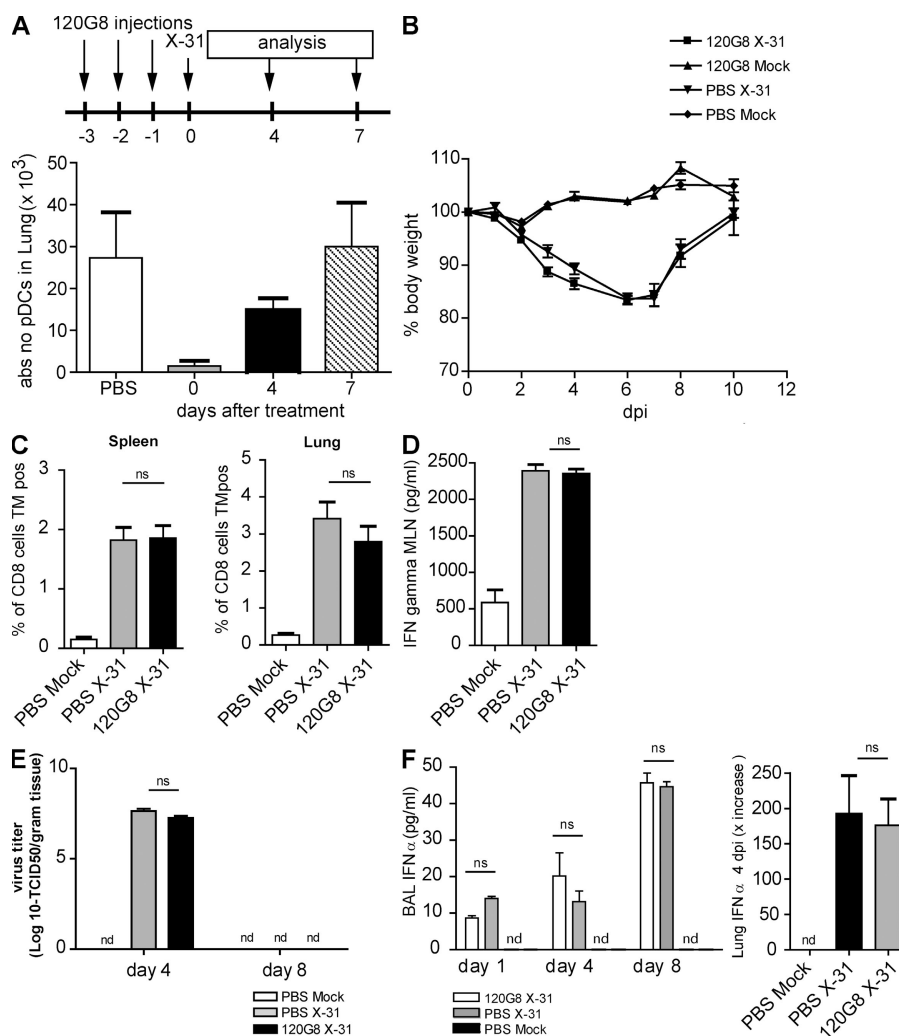 A
120G8 injections
X-31
analysis
-3 -2 -1 0 4 7
abs no pDCs in Lung (x 10³)
50
40
30
20
10
0
PBS 0 4 7
days after treatment
B
120G8 X-31
120G8 Mock
PBS X-31
PBS Mock
% body weight
110
100
90
80
70
0 2 4 6 8 10 12
dpi
C
Spleen
% of CD8 cells TM pos
3
2
1
0
ns
PBS Mock
PBS X-31
120G8 X-31
Lung
% of CD8 cells TMpos
5
4
3
2
1
0
ns
PBS Mock
PBS X-31
120G8 X-31
D
IFN gamma MLN (pg/ml)
2500
2000
1500
1000
500
0
ns
PBS Mock
PBS X-31
120G8 X-31
E
virus titer
(Log 10-TCID50/gram tissue)
10
5
0
ns
nd
nd nd nd
day 4 day 8
PBS Mock
PBS X-31
120G8 X-31
F
BAL IFN α (pg/ml)
50
40
30
20
10
0
ns
ns
ns
nd nd nd
day 1 day 4 day 8
120G8 X-31
PBS X-31
PBS Mock
Lung IFN α 4 dpi (x increase)
250
200
150
100
50
0
ns
nd
PBS Mock
PBS X-31
120G8 X-31